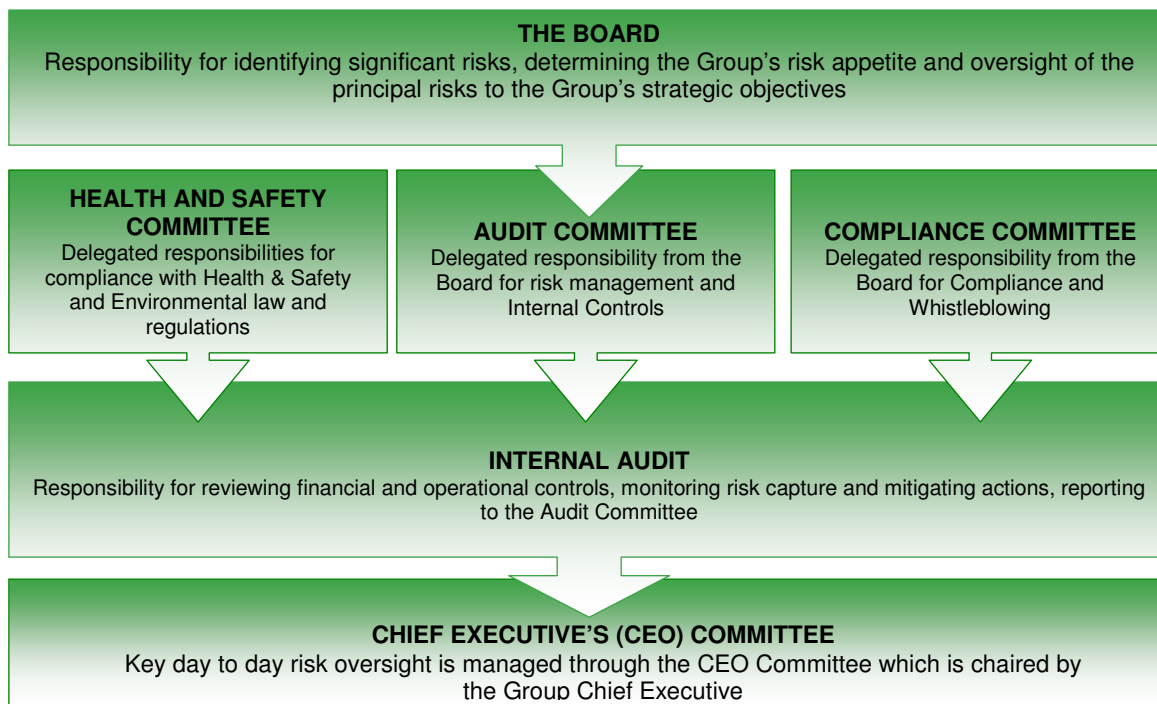 THE BOARD
Responsibility for identifying significant risks, determining the Group's risk appetite and oversight of the
principal risks to the Group's strategic objectives
HEALTH AND SAFETY
COMMITTEE
Delegated responsibilities for
compliance with Health & Safety
and Environmental law and
regulations
AUDIT COMMITTEE
Delegated responsibility from the
Board for risk management and
Internal Controls
COMPLIANCE COMMITTEE
Delegated responsibility from the
Board for Compliance and
Whistleblowing
INTERNAL AUDIT
Responsibility for reviewing financial and operational controls, monitoring risk capture and mitigating actions, reporting
to the Audit Committee
CHIEF EXECUTIVE'S (CEO) COMMITTEE
Key day to day risk oversight is managed through the CEO Committee which is chaired by
the Group Chief Executive